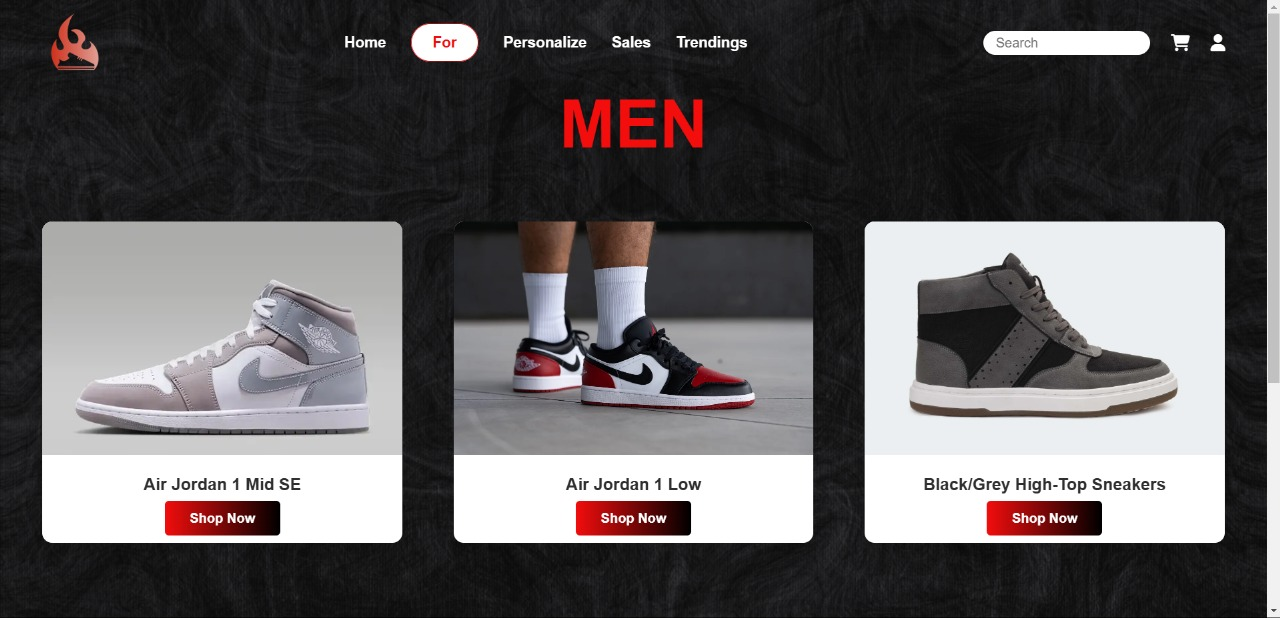 Home For Personalize Sales Trendings Search
MEN
Air Jordan 1 Mid SE Air Jordan 1 Low Black/Grey High-Top Sneakers
Shop Now Shop Now Shop Now